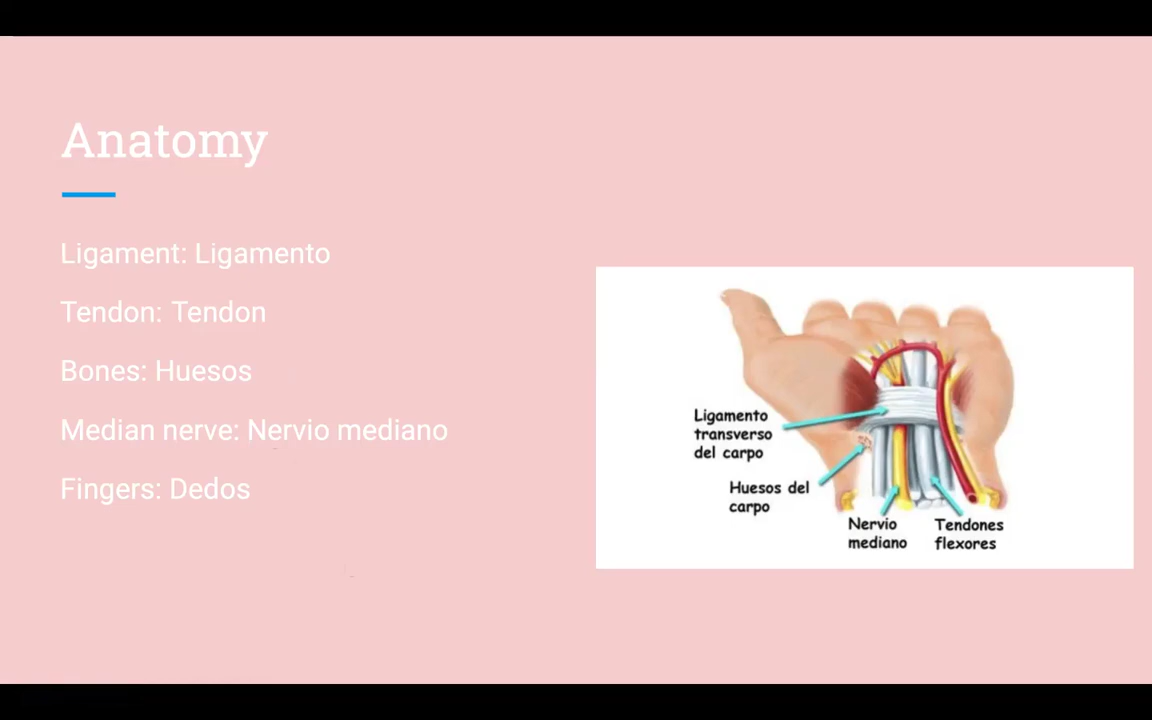 Anatomy
Ligament: Ligamento
Tendon: Tendon
Bones: Huesos
Median nerve: Nervio mediano
Fingers: Dedos
Ligamento
transverso
del carpo
Huesos del
carpo
Nervio
mediano
Tendones
flexores